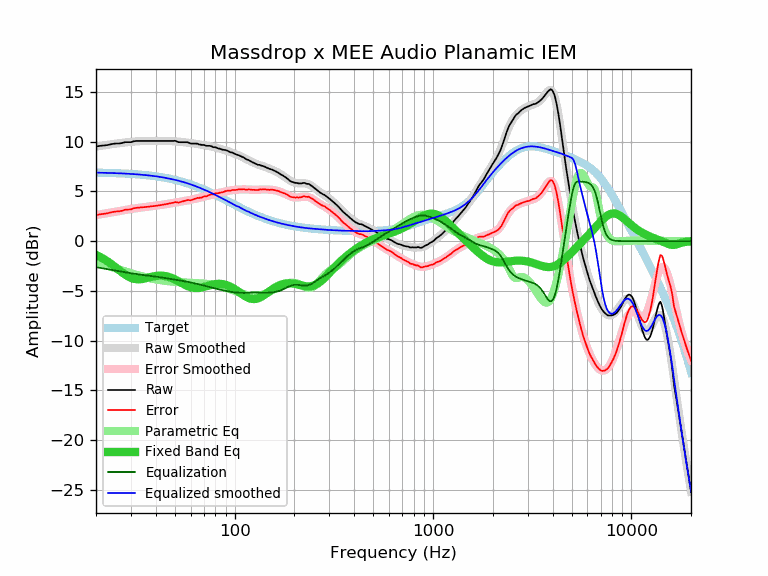 Massdrop x MEE Audio Planamic IEM
Amplitude (dBr)
15
10
5
0
−5
−10
−15
−20
−25
Target
Raw Smoothed
Error Smoothed
Raw
Error
Parametric Eq
Fixed Band Eq
Equalization
Equalized smoothed
100
1000
10000
Frequency (Hz)